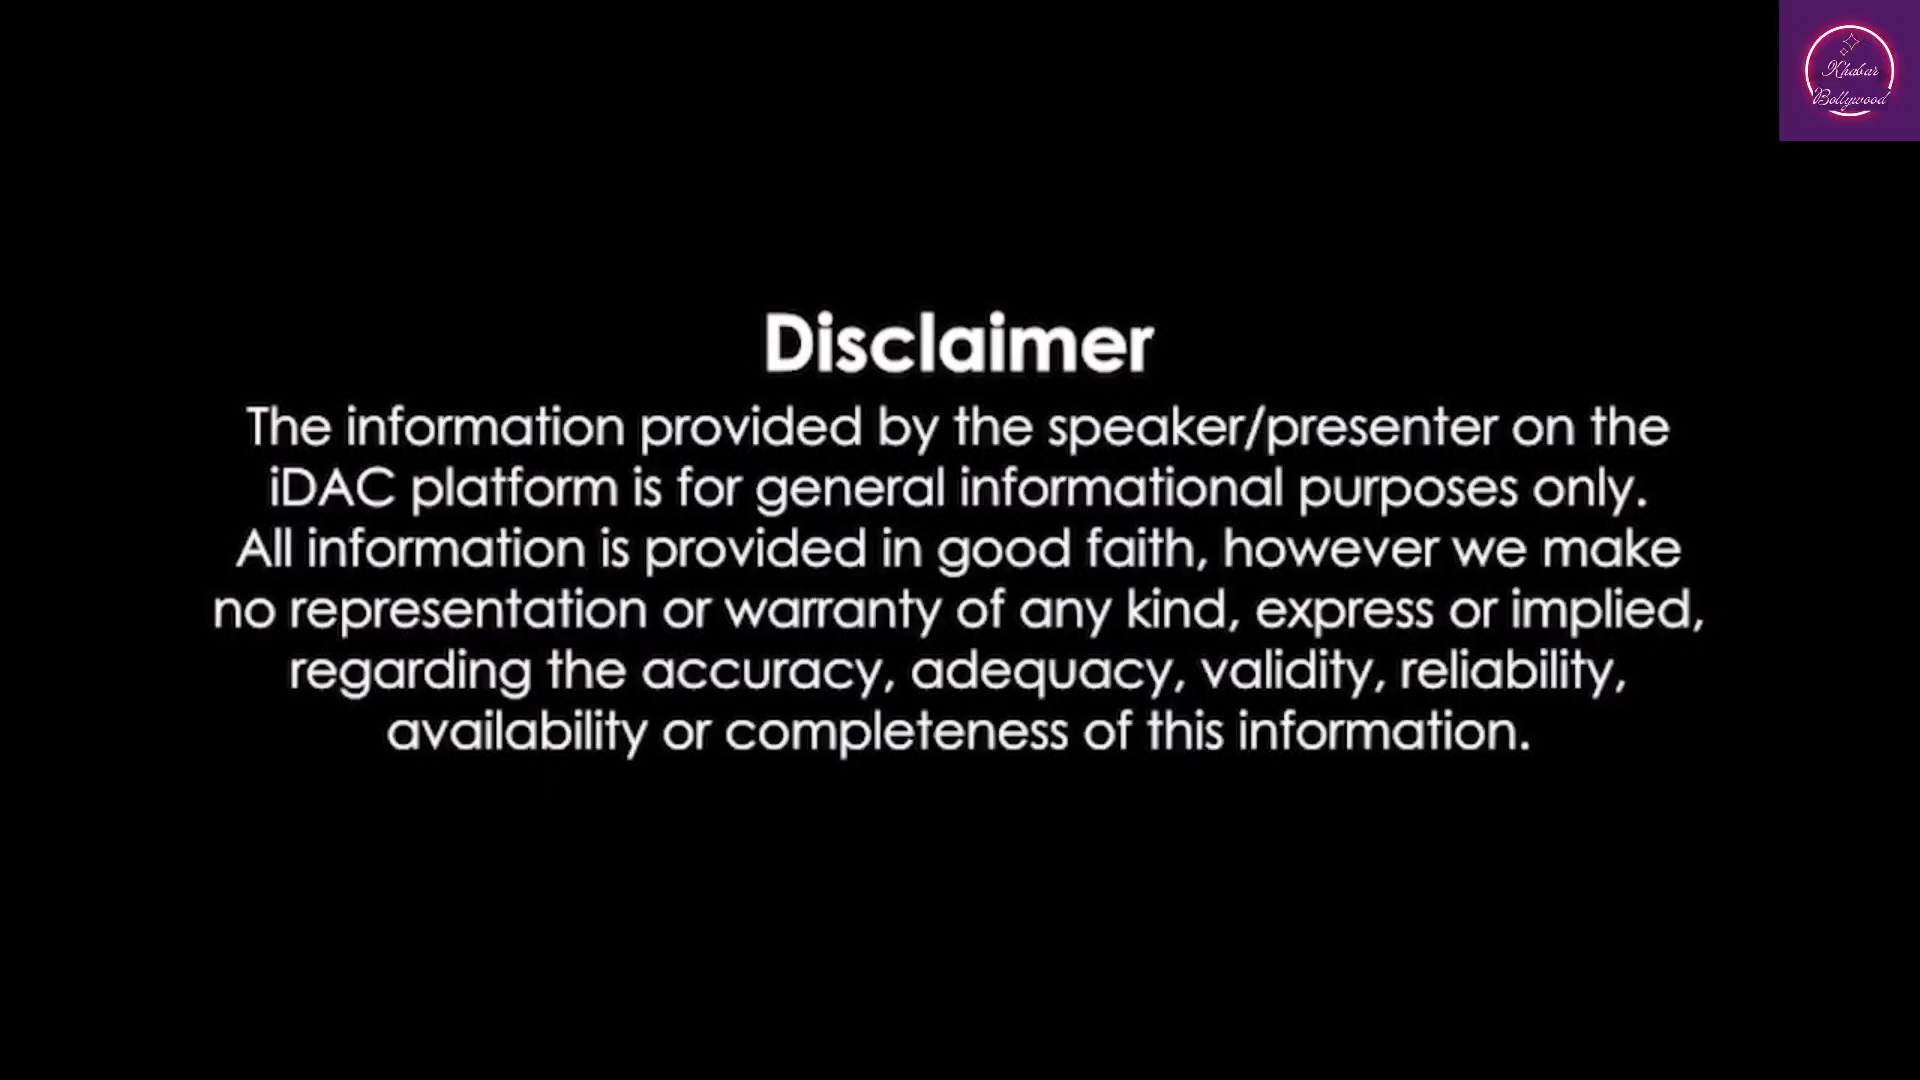 Khabar
Bollywood
Disclaimer
The information provided by the speaker/presenter on the
iDAC platform is for general informational purposes only.
All information is provided in good faith, however we make
no representation or warranty of any kind, express or implied,
regarding the accuracy, adequacy, validity, reliability,
availability or completeness of this information.